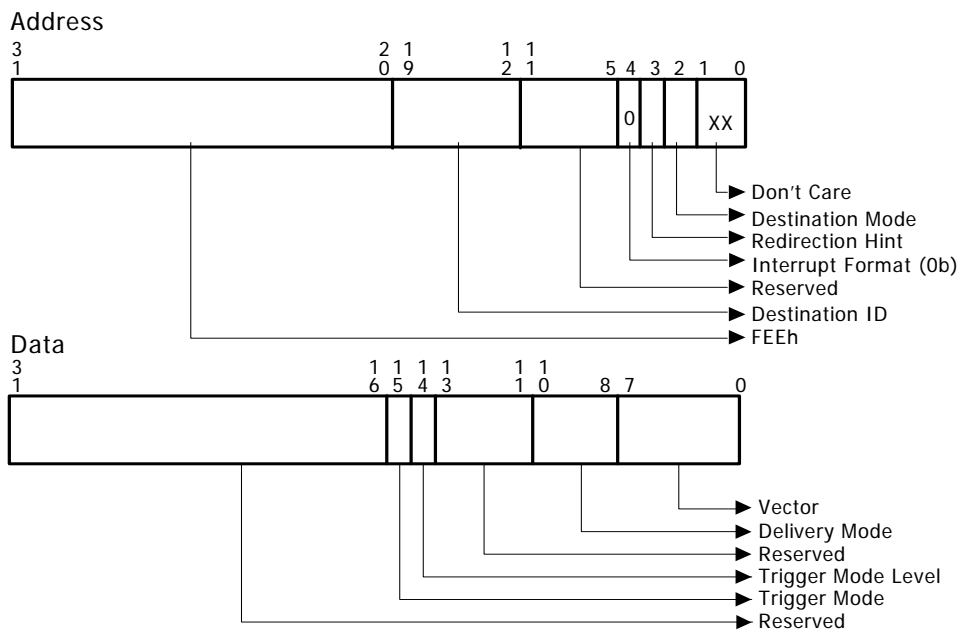 Address
3 2 1 1 1
1 0 9 2 1 5 4 3 2 1 0
0 XX
Don't Care
Destination Mode
Redirection Hint
Interrupt Format (0b)
Reserved
Destination ID
FEEh
Data
3 1 1 1 1 1 1
1 6 5 4 3 1 0 8 7 0
Vector
Delivery Mode
Reserved
Trigger Mode Level
Trigger Mode
Reserved